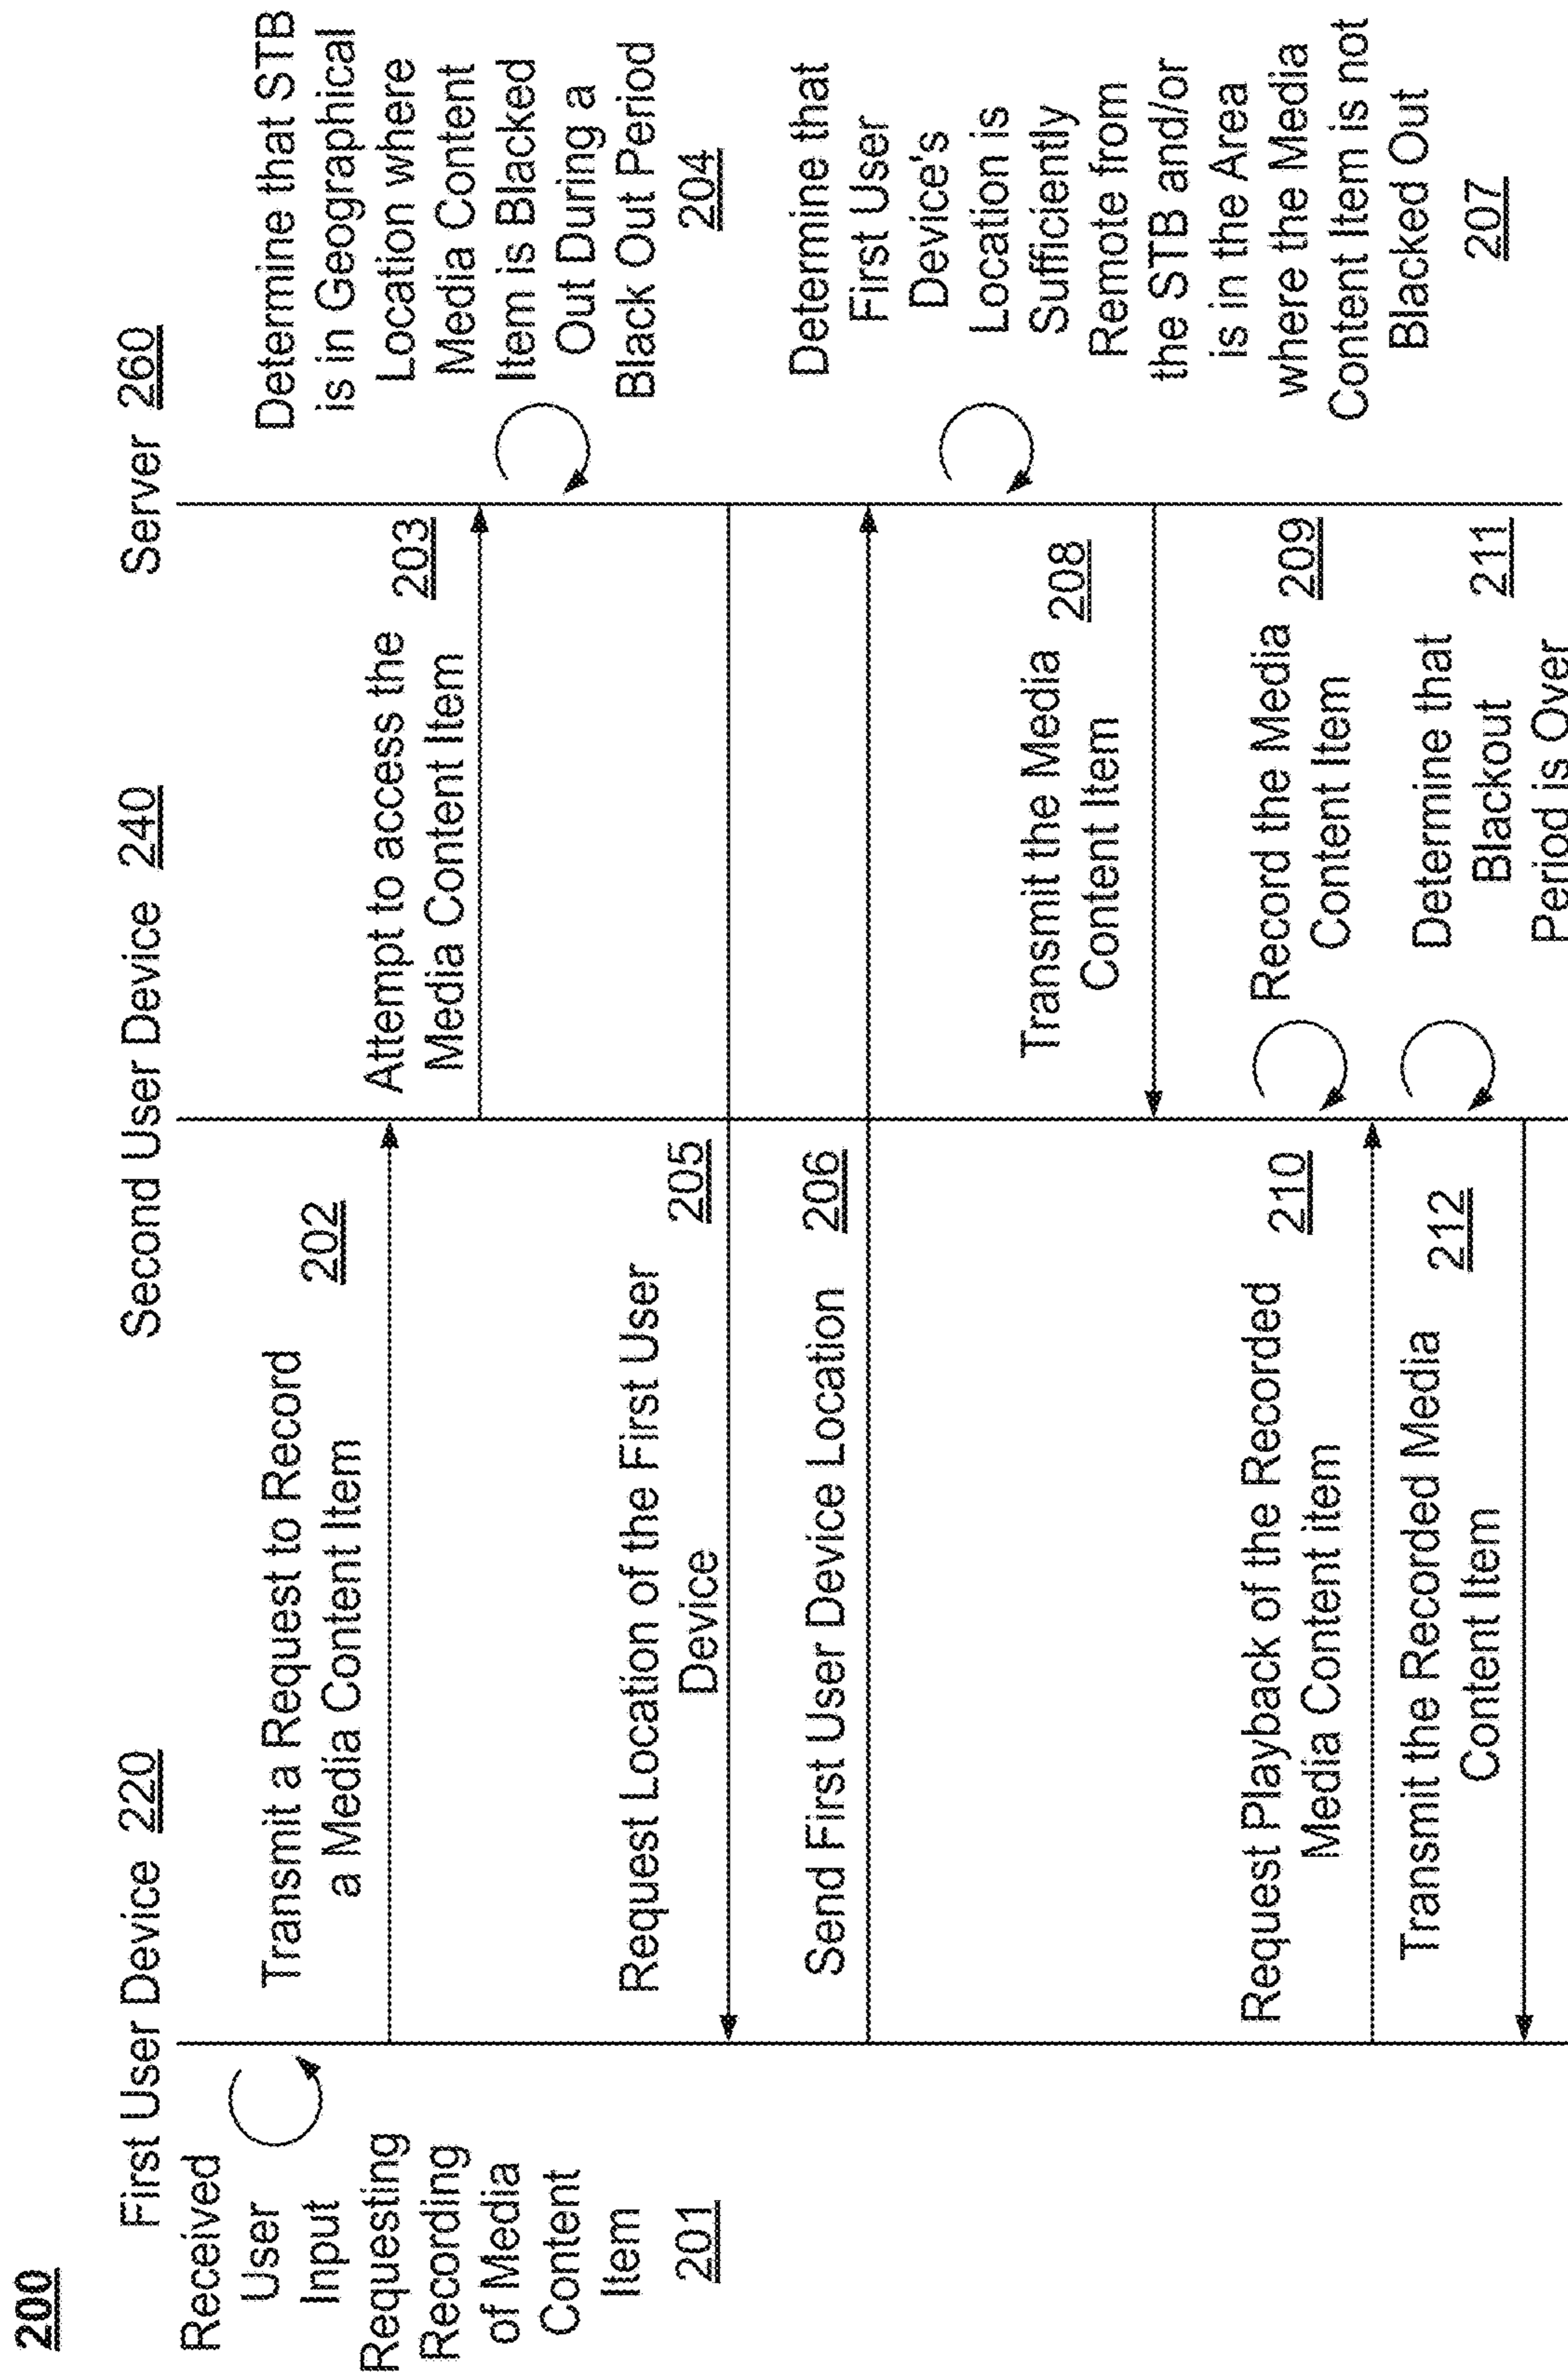 200
First User Device 220
Second User Device 240
Server 260
Received
User
Input
Requesting
Recording
of Media
Content
Item
201
Transmit a Request to Record
a Media Content Item
202
Attempt to access the
Media Content Item
203
Determine that STB
is in Geographical
Location where
Media Content
Item is Blacked
Out During a
Black Out Period
204
Request Location of the First User
Device
205
Send First User Device Location 206
Determine that
First User
Device's
Location is
Sufficiently
Remote from
the STB and/or
is in the Area
where the Media
Content Item is not
Blacked Out
207
Transmit the Media
Content Item
208
Record the Media
Content Item
209
Request Playback of the Recorded
Media Content item
210
Determine that
Blackout
Period is Over
211
Transmit the Recorded Media
Content Item
212